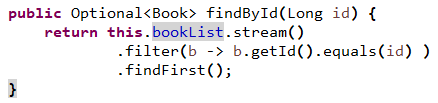 public Optional<Book> findById(Long id) {
    return this.bookList.stream()
            .filter(b -> b.getId().equals(id) )
            .findFirst();
}